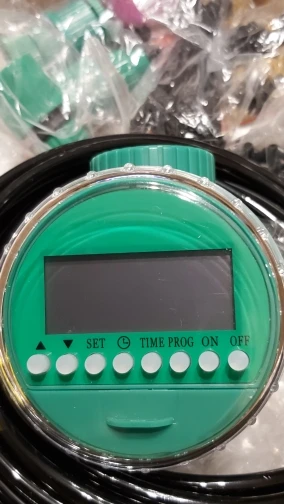 ▲ ▼ SET TIME PROG ON OFF